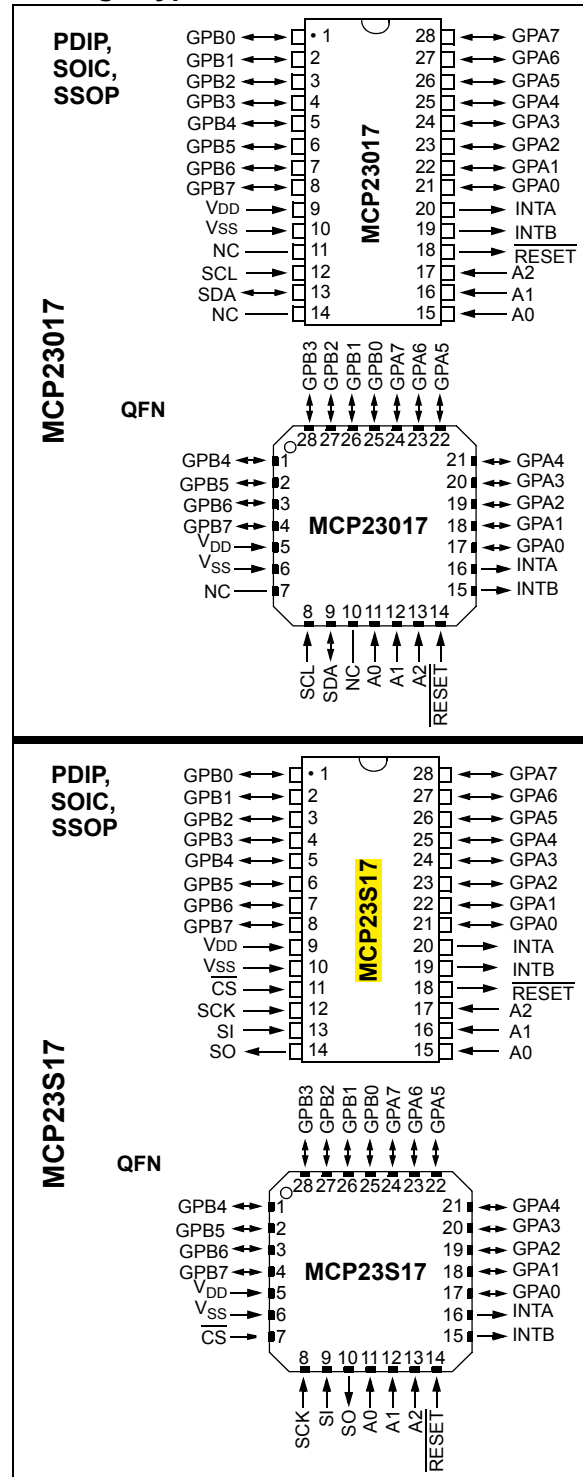 PDIP,
SOIC,
SSOP
GPB0 1 28 GPA7
GPB1 2 27 GPA6
GPB2 3 26 GPA5
GPB3 4 25 GPA4
GPB4 5 24 GPA3
GPB5 6 23 GPA2
GPB6 7 22 GPA1
GPB7 8 21 GPA0
VDD 9 20 INTA
VSS 10 19 INTB
NC 11 18 RESET
SCL 12 17 A2
SDA 13 16 A1
NC 14 15 A0
MCP23017
MCP23017
QFN
GPB3 GPB2 GPB1 GPB0 GPA7 GPA6 GPA5
28 27 26 25 24 23 22
GPB4 1 21 GPA4
GPB5 2 20 GPA3
GPB6 3 19 GPA2
GPB7 4 18 GPA1
VDD 5 17 GPA0
VSS 6 16 INTA
NC 7 15 INTB
MCP23017
8 9 10 11 12 13 14
SCL SDA NC A0 A1 A2 RESET
PDIP,
SOIC,
SSOP
GPB0 1 28 GPA7
GPB1 2 27 GPA6
GPB2 3 26 GPA5
GPB3 4 25 GPA4
GPB4 5 24 GPA3
GPB5 6 23 GPA2
GPB6 7 22 GPA1
GPB7 8 21 GPA0
VDD 9 20 INTA
VSS 10 19 INTB
CS 11 18 RESET
SCK 12 17 A2
SI 13 16 A1
SO 14 15 A0
MCP23S17
MCP23S17
QFN
GPB3 GPB2 GPB1 GPB0 GPA7 GPA6 GPA5
28 27 26 25 24 23 22
GPB4 1 21 GPA4
GPB5 2 20 GPA3
GPB6 3 19 GPA2
GPB7 4 18 GPA1
VDD 5 17 GPA0
VSS 6 16 INTA
CS 7 15 INTB
MCP23S17
8 9 10 11 12 13 14
SCK SI SO A0 A1 A2 RESET